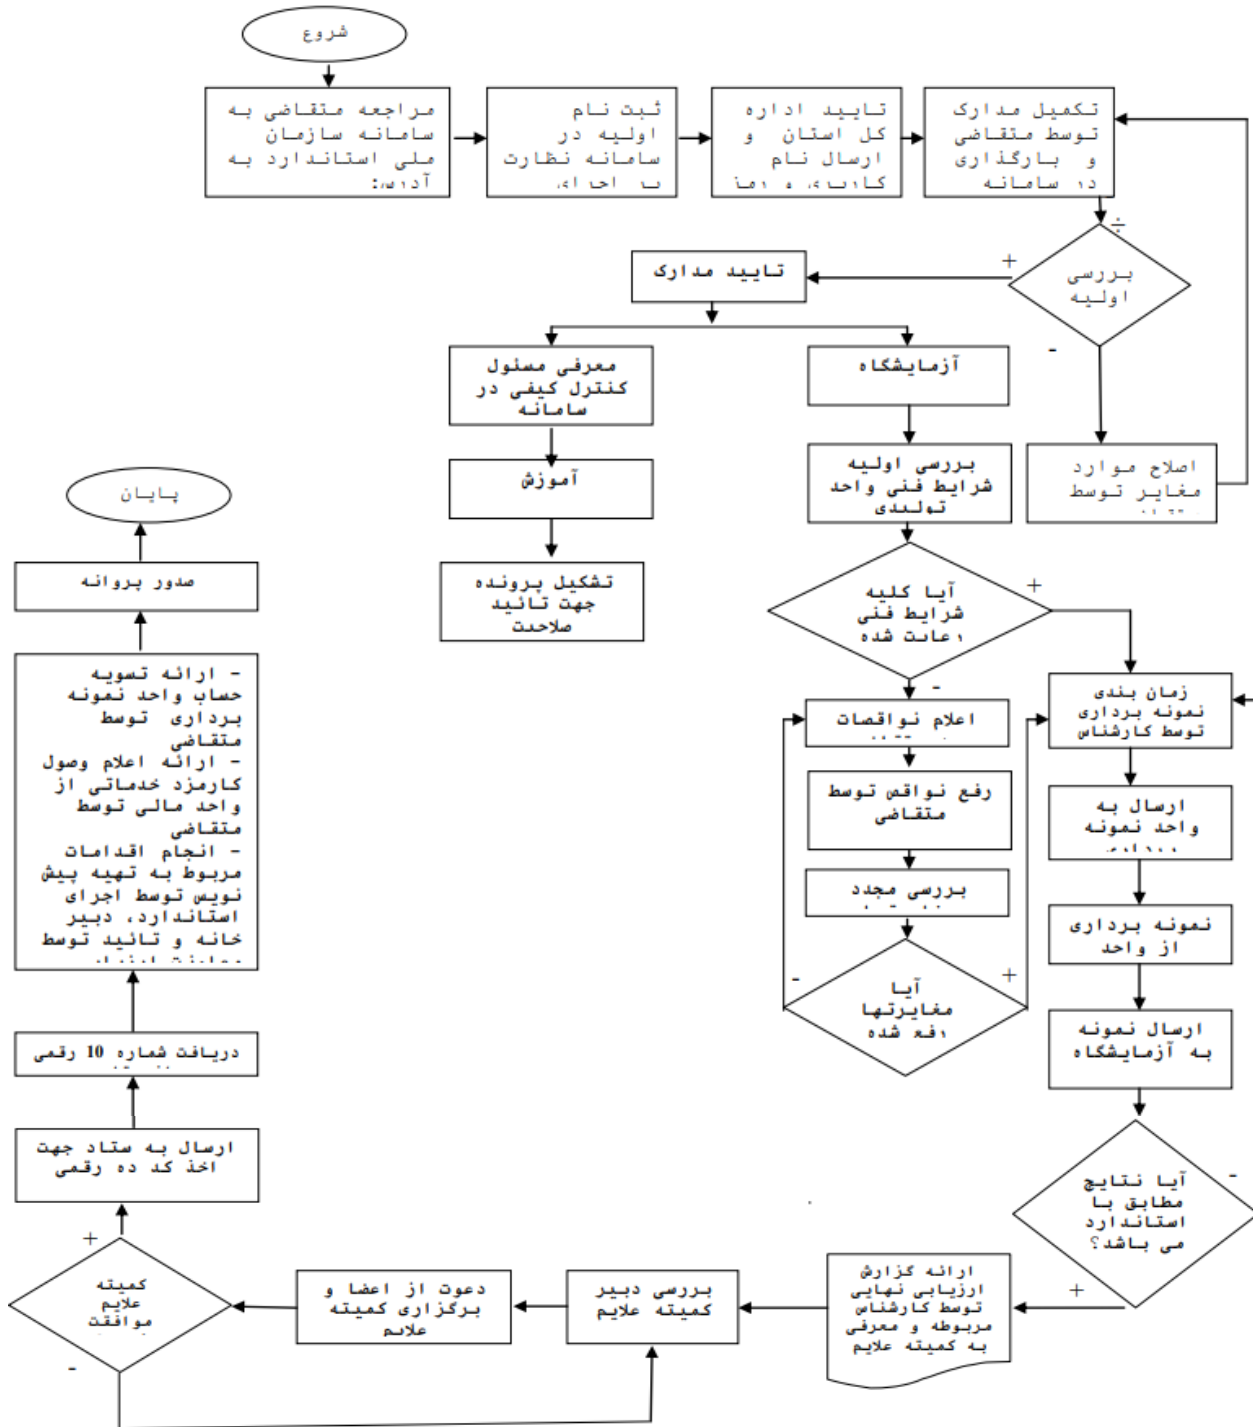 شروع
مراجعه متقاضی به
سامانه سازمان
ملی استاندارد به
آدرس:
ثبت نام
اولیه در
سامانه نظارت
بر اجرای
تایید اداره
کل استان و
ارسال نام
کاربری و رمز
تکمیل مدارک
توسط متقاضی
و بارگذاری
در سامانه
÷
بررسی
اولیه
+
-
تایید مدارک
معرفی مسئول
کنترل کیفی در
سامانه
آموزش
تشکیل پرونده
جهت تائید
صلاحیت
آزمایشگاه
بررسی اولیه
شرایط فنی واحد
تولیدی
اصلاح موارد
مغایر توسط
آیا کلیه
شرایط فنی
رعایت شده
+
-
اعلام نواقصات
رفع نواقص توسط
متقاضی
بررسی مجدد
آیا
مغایرتها
رفع شده
-
+
زمان بندی
نمونه برداری
توسط کارشناس
ارسال به
واحد نمونه
برداری
نمونه برداری
از واحد
ارسال نمونه
به آزمایشگاه
آیا نتایج
مطابق با
استاندارد
می باشد؟
-
+
ارائه گزارش
ارزیابی نهایی
توسط کارشناس
مربوطه و معرفی
به کمیته علایم
بررسی دبیر
کمیته علایم
دعوت از اعضا و
برگزاری کمیته
علایم
کمیته
علایم
موافقت
+
-
ارسال به ستاد جهت
اخذ کد ده رقمی
دریافت شماره 10 رقمی
- ارائه تسویه
حساب واحد نمونه
برداری توسط
متقاضی
- ارائه اعلام وصول
کارمزد خدماتی از
واحد مالی توسط
متقاضی
- انجام اقدامات
مربوط به تهیه پیش
نویس توسط اجرای
استاندارد، دبیر
خانه و تائید توسط
صدور پروانه
پایان